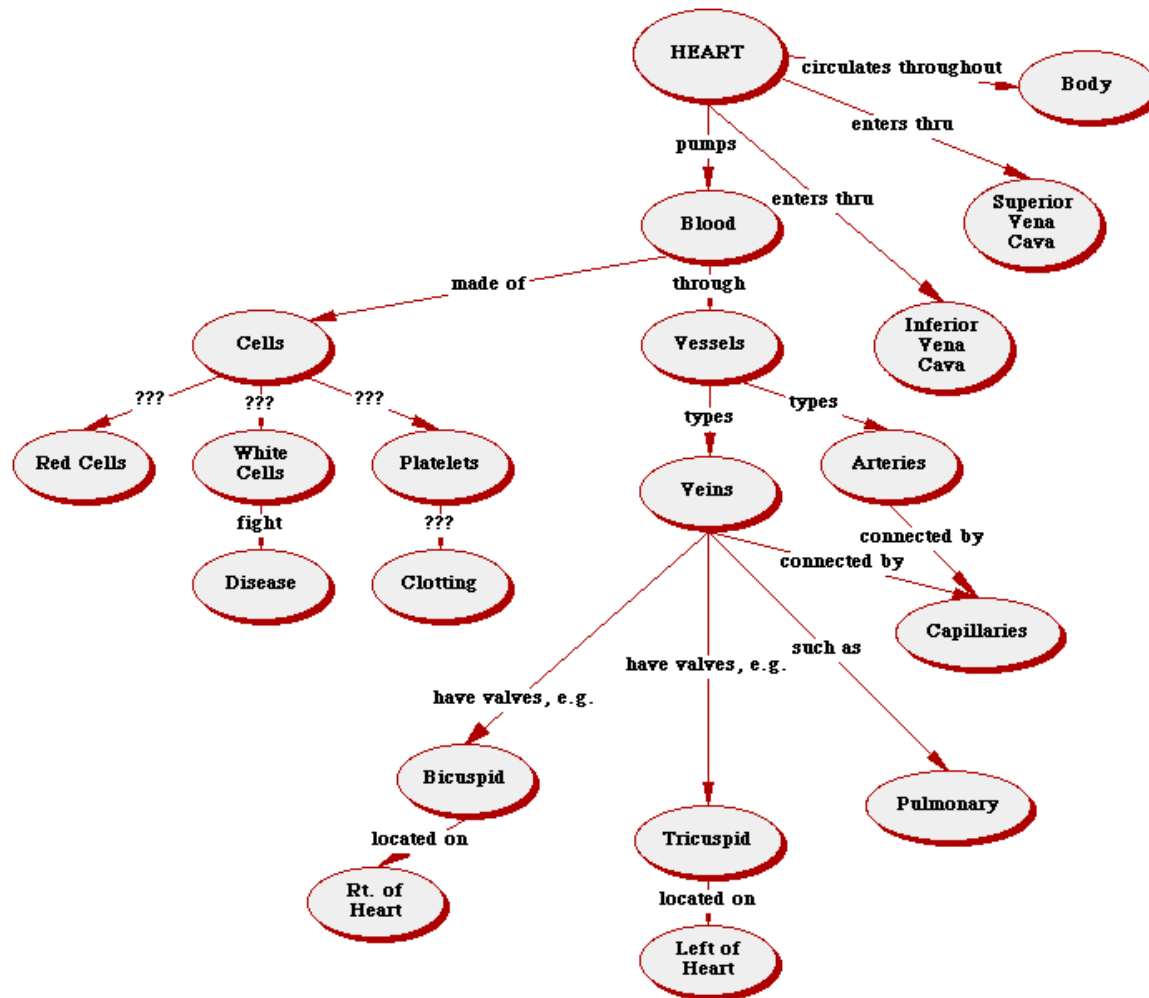 HEART
circulates throughout
Body
enters thru
pumps
enters thru
Superior
Vena
Cava
Blood
made of
through
Inferior
Vena
Cava
Cells
Vessels
???
???
???
types
types
Red Cells
White
Cells
Platelets
Veins
Arteries
fight
???
connected by
connected by
Disease
Clotting
Capillaries
such as
have valves, e.g.
have valves, e.g.
Bicuspid
Pulmonary
located on
Tricuspid
Rt. of
Heart
located on
Left of
Heart